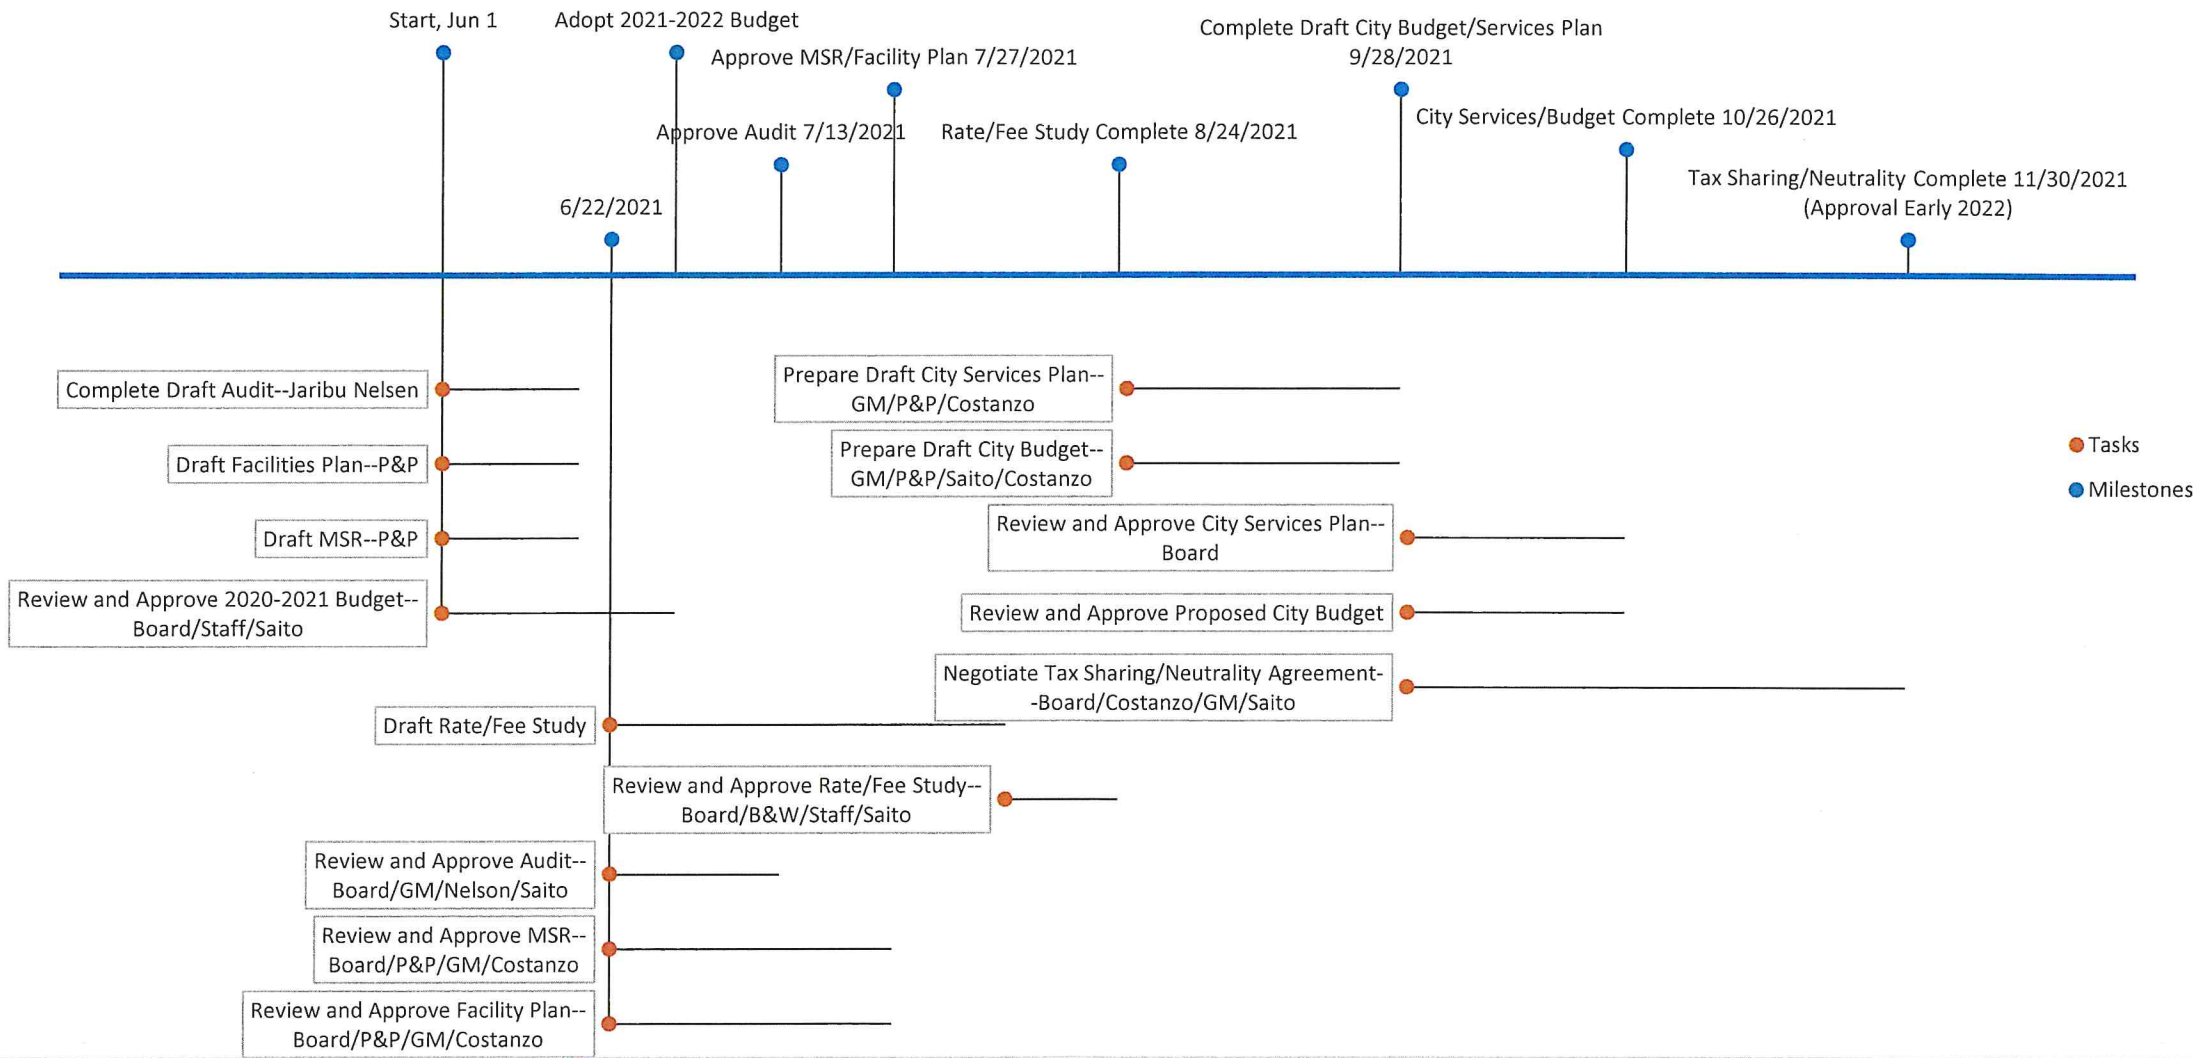 Start, Jun 1
Adopt 2021-2022 Budget
Approve MSR/Facility Plan 7/27/2021
Complete Draft City Budget/Services Plan
9/28/2021
Approve Audit 7/13/2021
Rate/Fee Study Complete 8/24/2021
City Services/Budget Complete 10/26/2021
6/22/2021
Tax Sharing/Neutrality Complete 11/30/2021
(Approval Early 2022)
Complete Draft Audit--Jaribu Nelsen
Draft Facilities Plan--P&P
Draft MSR--P&P
Review and Approve 2020-2021 Budget--
Board/Staff/Saito
Draft Rate/Fee Study
Review and Approve Rate/Fee Study--
Board/B&W/Staff/Saito
Review and Approve Audit--
Board/GM/Nelson/Saito
Review and Approve MSR--
Board/P&P/GM/Costanzo
Review and Approve Facility Plan--
Board/P&P/GM/Costanzo
Prepare Draft City Services Plan--
GM/P&P/Costanzo
Prepare Draft City Budget--
GM/P&P/Saito/Costanzo
Review and Approve City Services Plan--
Board
Review and Approve Proposed City Budget
Negotiate Tax Sharing/Neutrality Agreement-
-Board/Costanzo/GM/Saito
Tasks
Milestones